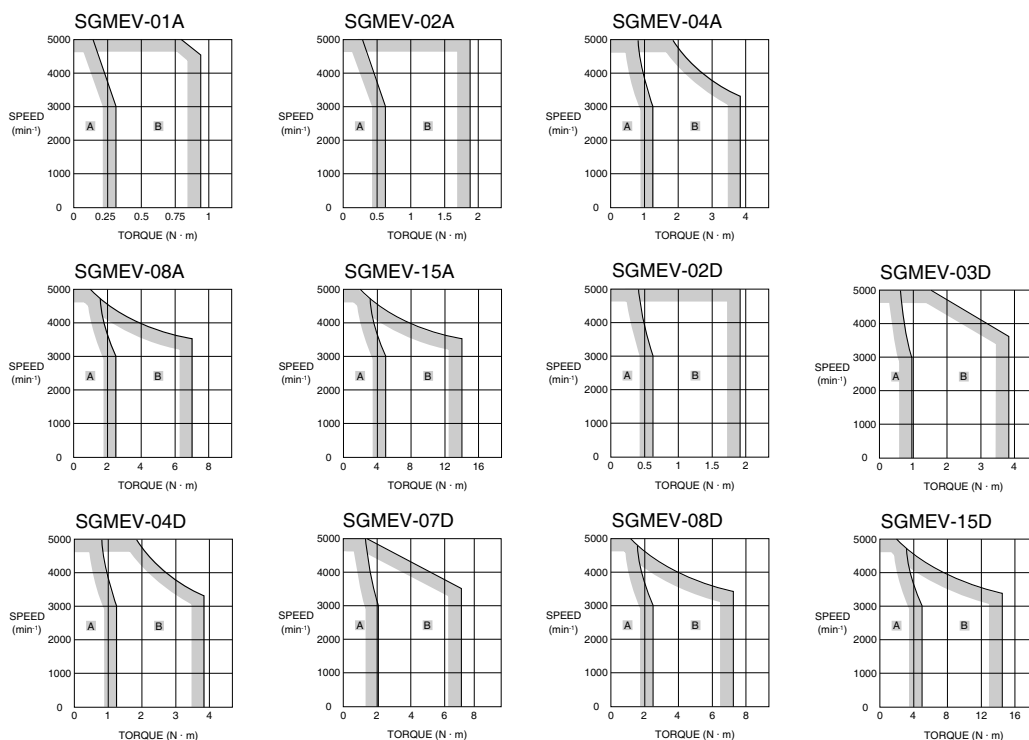 SGMEV-01A
5000
4000
SPEED
(min-1)
3000
2000
1000
0
A
B
0 0.25 0.5 0.75 1
TORQUE (N · m)
SGMEV-02A
5000
4000
SPEED
(min-1)
3000
2000
1000
0
A
B
0 0.5 1 1.5 2
TORQUE (N · m)
SGMEV-04A
5000
4000
SPEED
(min-1)
3000
2000
1000
0
A
B
0 1 2 3 4
TORQUE (N · m)
SGMEV-08A
5000
4000
SPEED
(min-1)
3000
2000
1000
0
A
B
0 2 4 6 8
TORQUE (N · m)
SGMEV-15A
5000
4000
SPEED
(min-1)
3000
2000
1000
0
A
B
0 4 8 12 16
TORQUE (N · m)
SGMEV-02D
5000
4000
SPEED
(min-1)
3000
2000
1000
0
A
B
0 0.5 1 1.5 2
TORQUE (N · m)
SGMEV-03D
5000
4000
SPEED
(min-1)
3000
2000
1000
0
A
B
0 1 2 3 4
TORQUE (N · m)
SGMEV-04D
5000
4000
SPEED
(min-1)
3000
2000
1000
0
A
B
0 1 2 3 4
TORQUE (N · m)
SGMEV-07D
5000
4000
SPEED
(min-1)
3000
2000
1000
0
A
B
0 2 4 6 8
TORQUE (N · m)
SGMEV-08D
5000
4000
SPEED
(min-1)
3000
2000
1000
0
A
B
0 2 4 6 8
TORQUE (N · m)
SGMEV-15D
5000
4000
SPEED
(min-1)
3000
2000
1000
0
A
B
0 4 8 12 16
TORQUE (N · m)